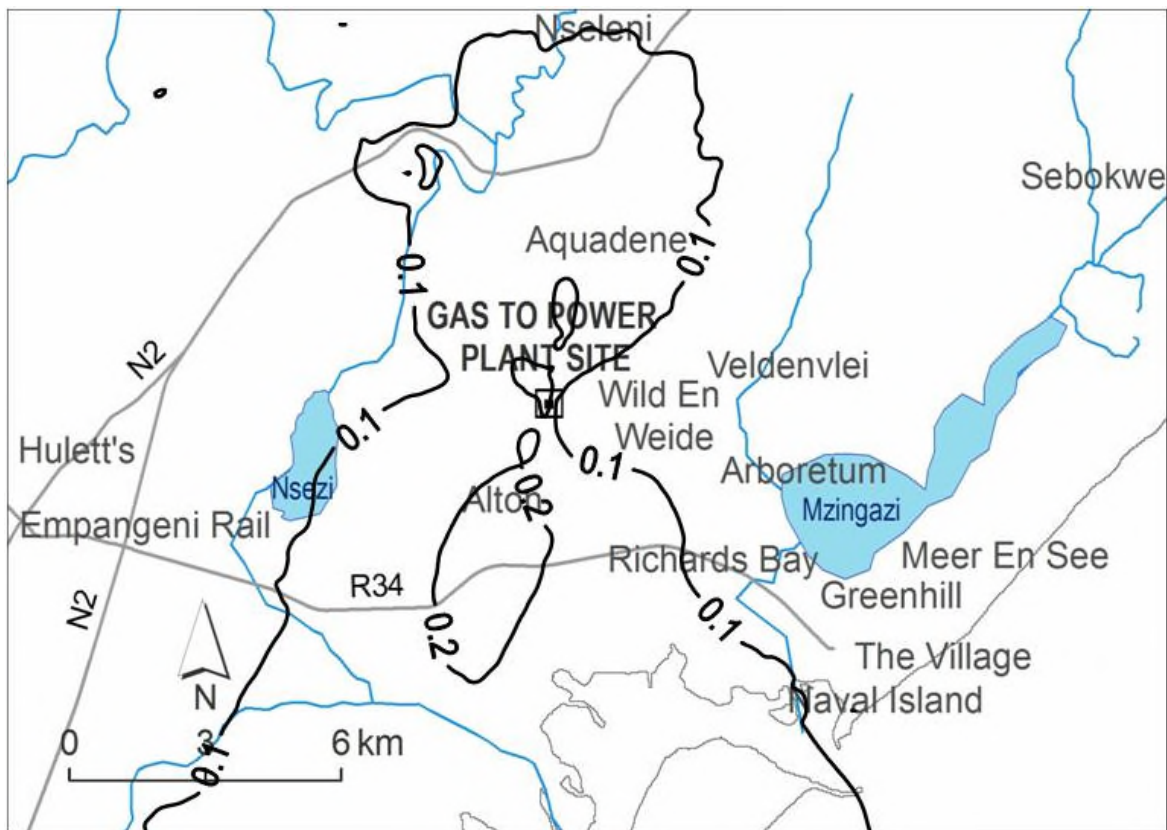 Nseleni
Sebokwe
Aquadene
0.1
0.1
GAS TO POWER
PLANT SITE
N2
Veldenvlei
Wild En
Weide
0.1
0.1
Hulett's
Arboretum
Nsezi
0.2
Alton
Mzingazi
Empangeni Rail
Richards Bay
Meer En See
R34
Greenhill
N2
0.2
0.1
The Village
Naval Island
N
0 3 6 km
0.1